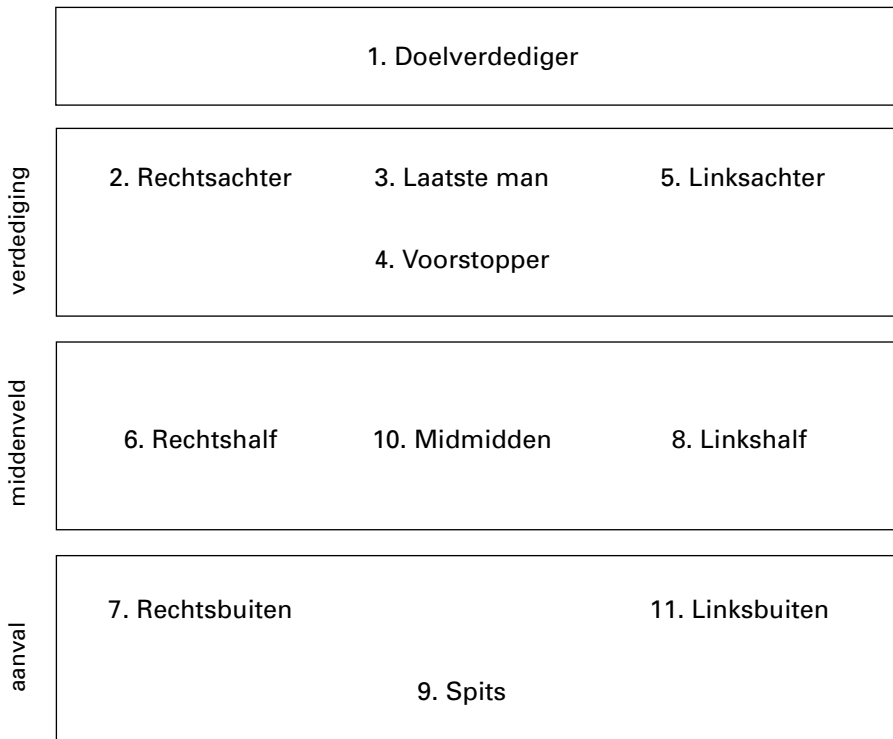 1. Doelverdediger
verdediging
2. Rechtsachter 3. Laatste man 5. Linksachter
4. Voorstopper
middenveld
6. Rechtshalf 10. Midmidden 8. Linkshalf
aanval
7. Rechtsbuiten 11. Linksbuiten
9. Spits